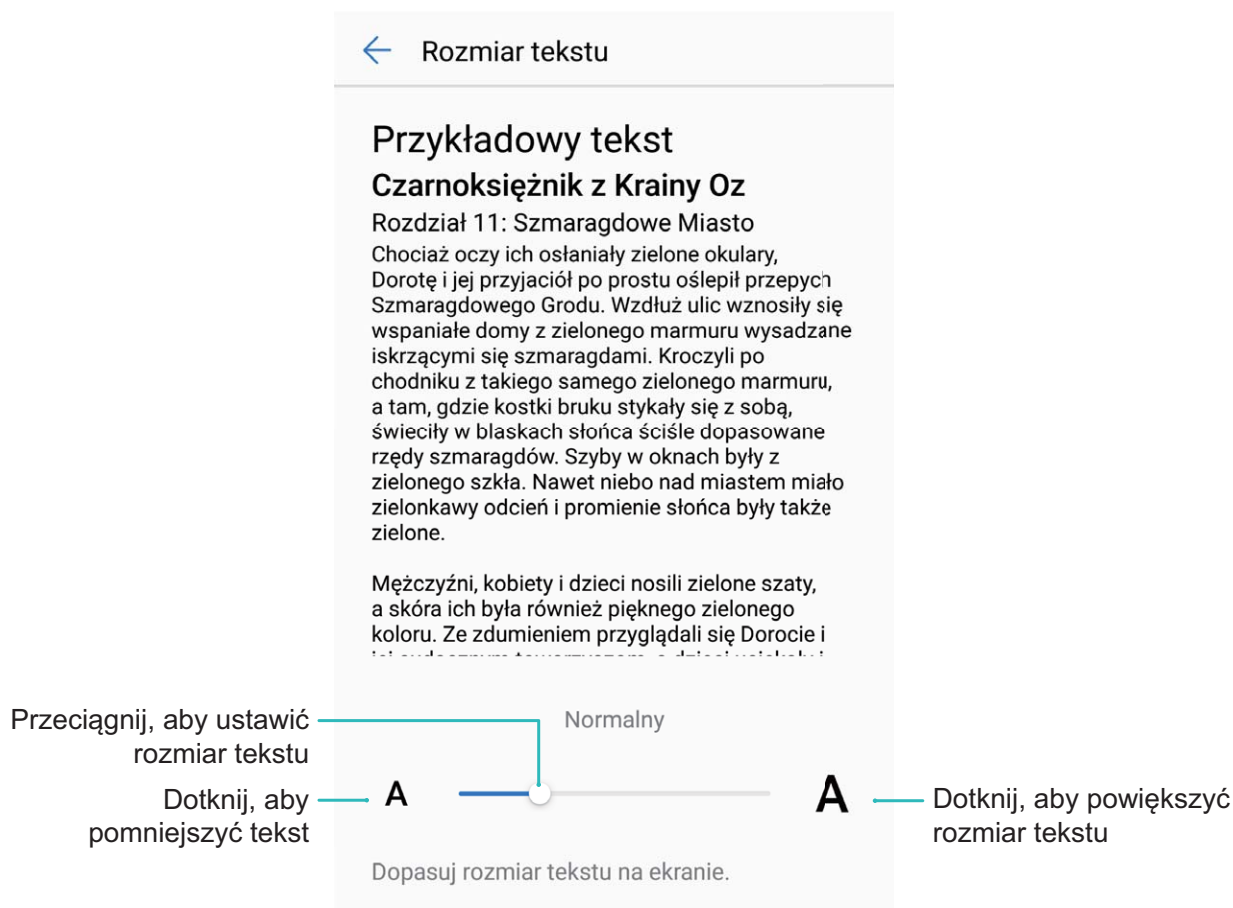 Rozmiar tekstu
Przykładowy tekst
Czarnoksiężnik z Krainy Oz
Rozdział 11: Szmaragdowe Miasto
Chociaż oczy ich osłaniały zielone okulary,
Dorotę i jej przyjaciół po prostu oślepił przepych
Szmaragdowego Grodu. Wzdłuż ulic wznosiły się
wspaniałe domy z zielonego marmuru wysadzane
iskrzącymi się szmaragdami. Kroczyli po
chodniku z takiego samego zielonego marmuru,
a tam, gdzie kostki bruku stykały się z sobą,
świeciły w blaskach słońca ściśle dopasowane
rzędy szmaragdów. Szyby w oknach były z
zielonego szkła. Nawet niebo nad miastem miało
zielonkawy odcień i promienie słońca były także
zielone.
Mężczyźni, kobiety i dzieci nosili zielone szaty,
a skóra ich była również pięknego zielonego
koloru. Ze zdumieniem przyglądali się Dorocie i
Przeciągnij, aby ustawić
rozmiar tekstu
Normalny
Dotknij, aby
pomniejszyć tekst
A
A
Dotknij, aby powiększyć
rozmiar tekstu
Dopasuj rozmiar tekstu na ekranie.